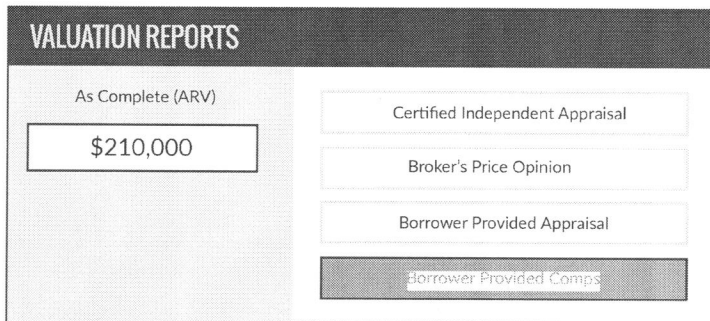 VALUATION REPORTS
As Complete (ARV)
$210,000
Certified Independent Appraisal
Broker's Price Opinion
Borrower Provided Appraisal
Borrower Provided Comps